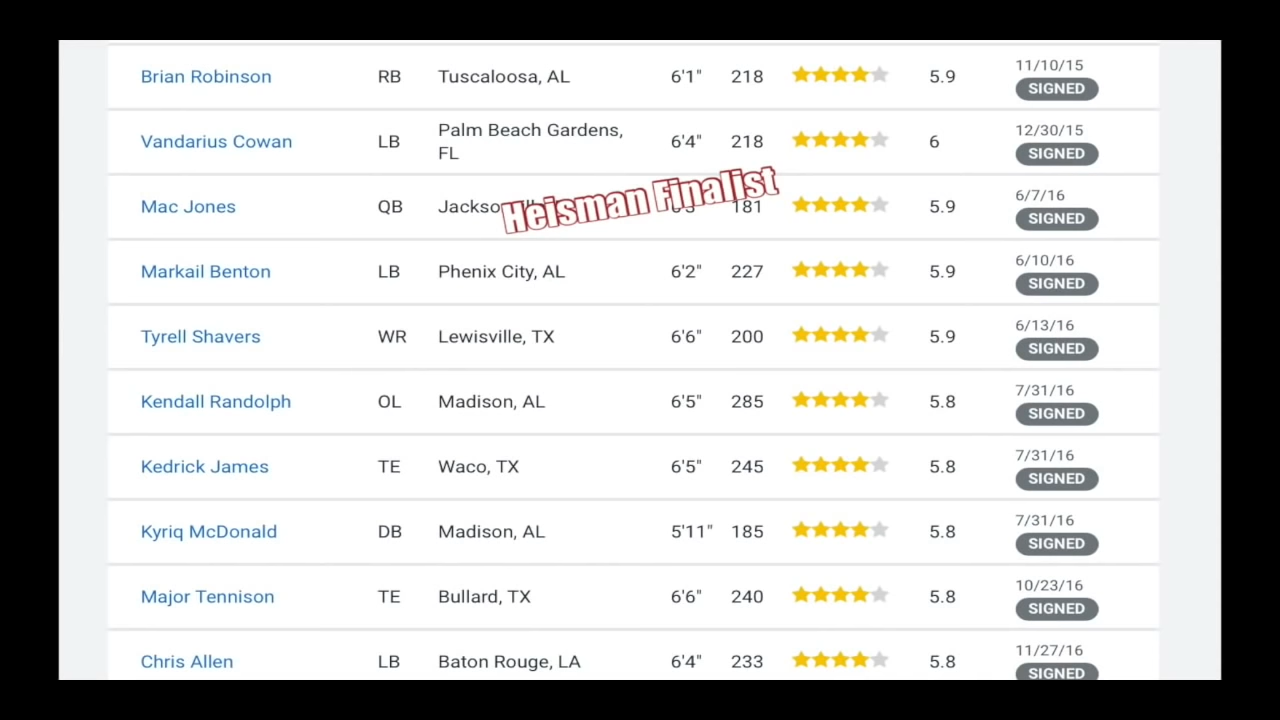 Brian Robinson RB Tuscaloosa, AL 6'1" 218 5.9 11/10/15 SIGNED
Vandarius Cowan LB Palm Beach Gardens, FL 6'4" 218 6 12/30/15 SIGNED
Mac Jones QB 181 5.9 6/7/16 SIGNED
Heisman Finalist
Markail Benton LB Phenix City, AL 6'2" 227 5.9 6/10/16 SIGNED
Tyrell Shavers WR Lewisville, TX 6'6" 200 5.9 6/13/16 SIGNED
Kendall Randolph OL Madison, AL 6'5" 285 5.8 7/31/16 SIGNED
Kedrick James TE Waco, TX 6'5" 245 5.8 7/31/16 SIGNED
Kyriq McDonald DB Madison, AL 5'11" 185 5.8 7/31/16 SIGNED
Major Tennison TE Bullard, TX 6'6" 240 5.8 10/23/16 SIGNED
Chris Allen LB Baton Rouge, LA 6'4" 233 5.8 11/27/16 SIGNED